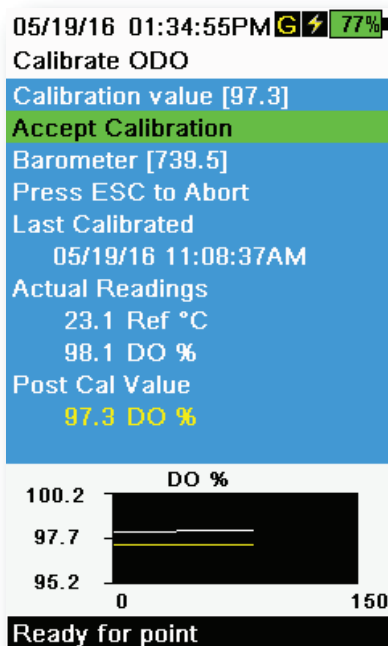 05/19/16 01:34:55PM G 77%
Calibrate ODO
Calibration value [97.3]
Accept Calibration
Barometer [739.5]
Press ESC to Abort
Last Calibrated
05/19/16 11:08:37AM
Actual Readings
23.1 Ref °C
98.1 DO %
Post Cal Value
97.3 DO %
DO %
100.2
97.7
95.2
0 150
Ready for point